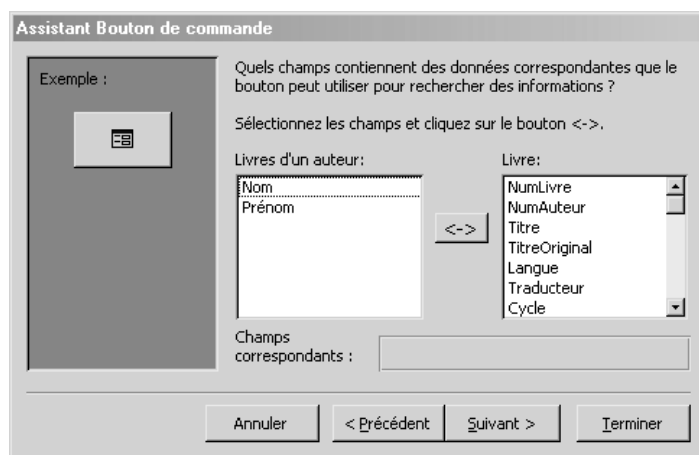 Assistant Bouton de commande
Exemple :
Quels champs contiennent des données correspondantes que le
bouton peut utiliser pour rechercher des informations ?
Sélectionnez les champs et cliquez sur le bouton <->.
Livres d'un auteur:
Nom
Prénom
<->
Livre:
NumLivre
NumAuteur
Titre
TitreOriginal
Langue
Traducteur
Cycle
Champs
correspondants :
Annuler
< Précédent
Suivant >
Terminer